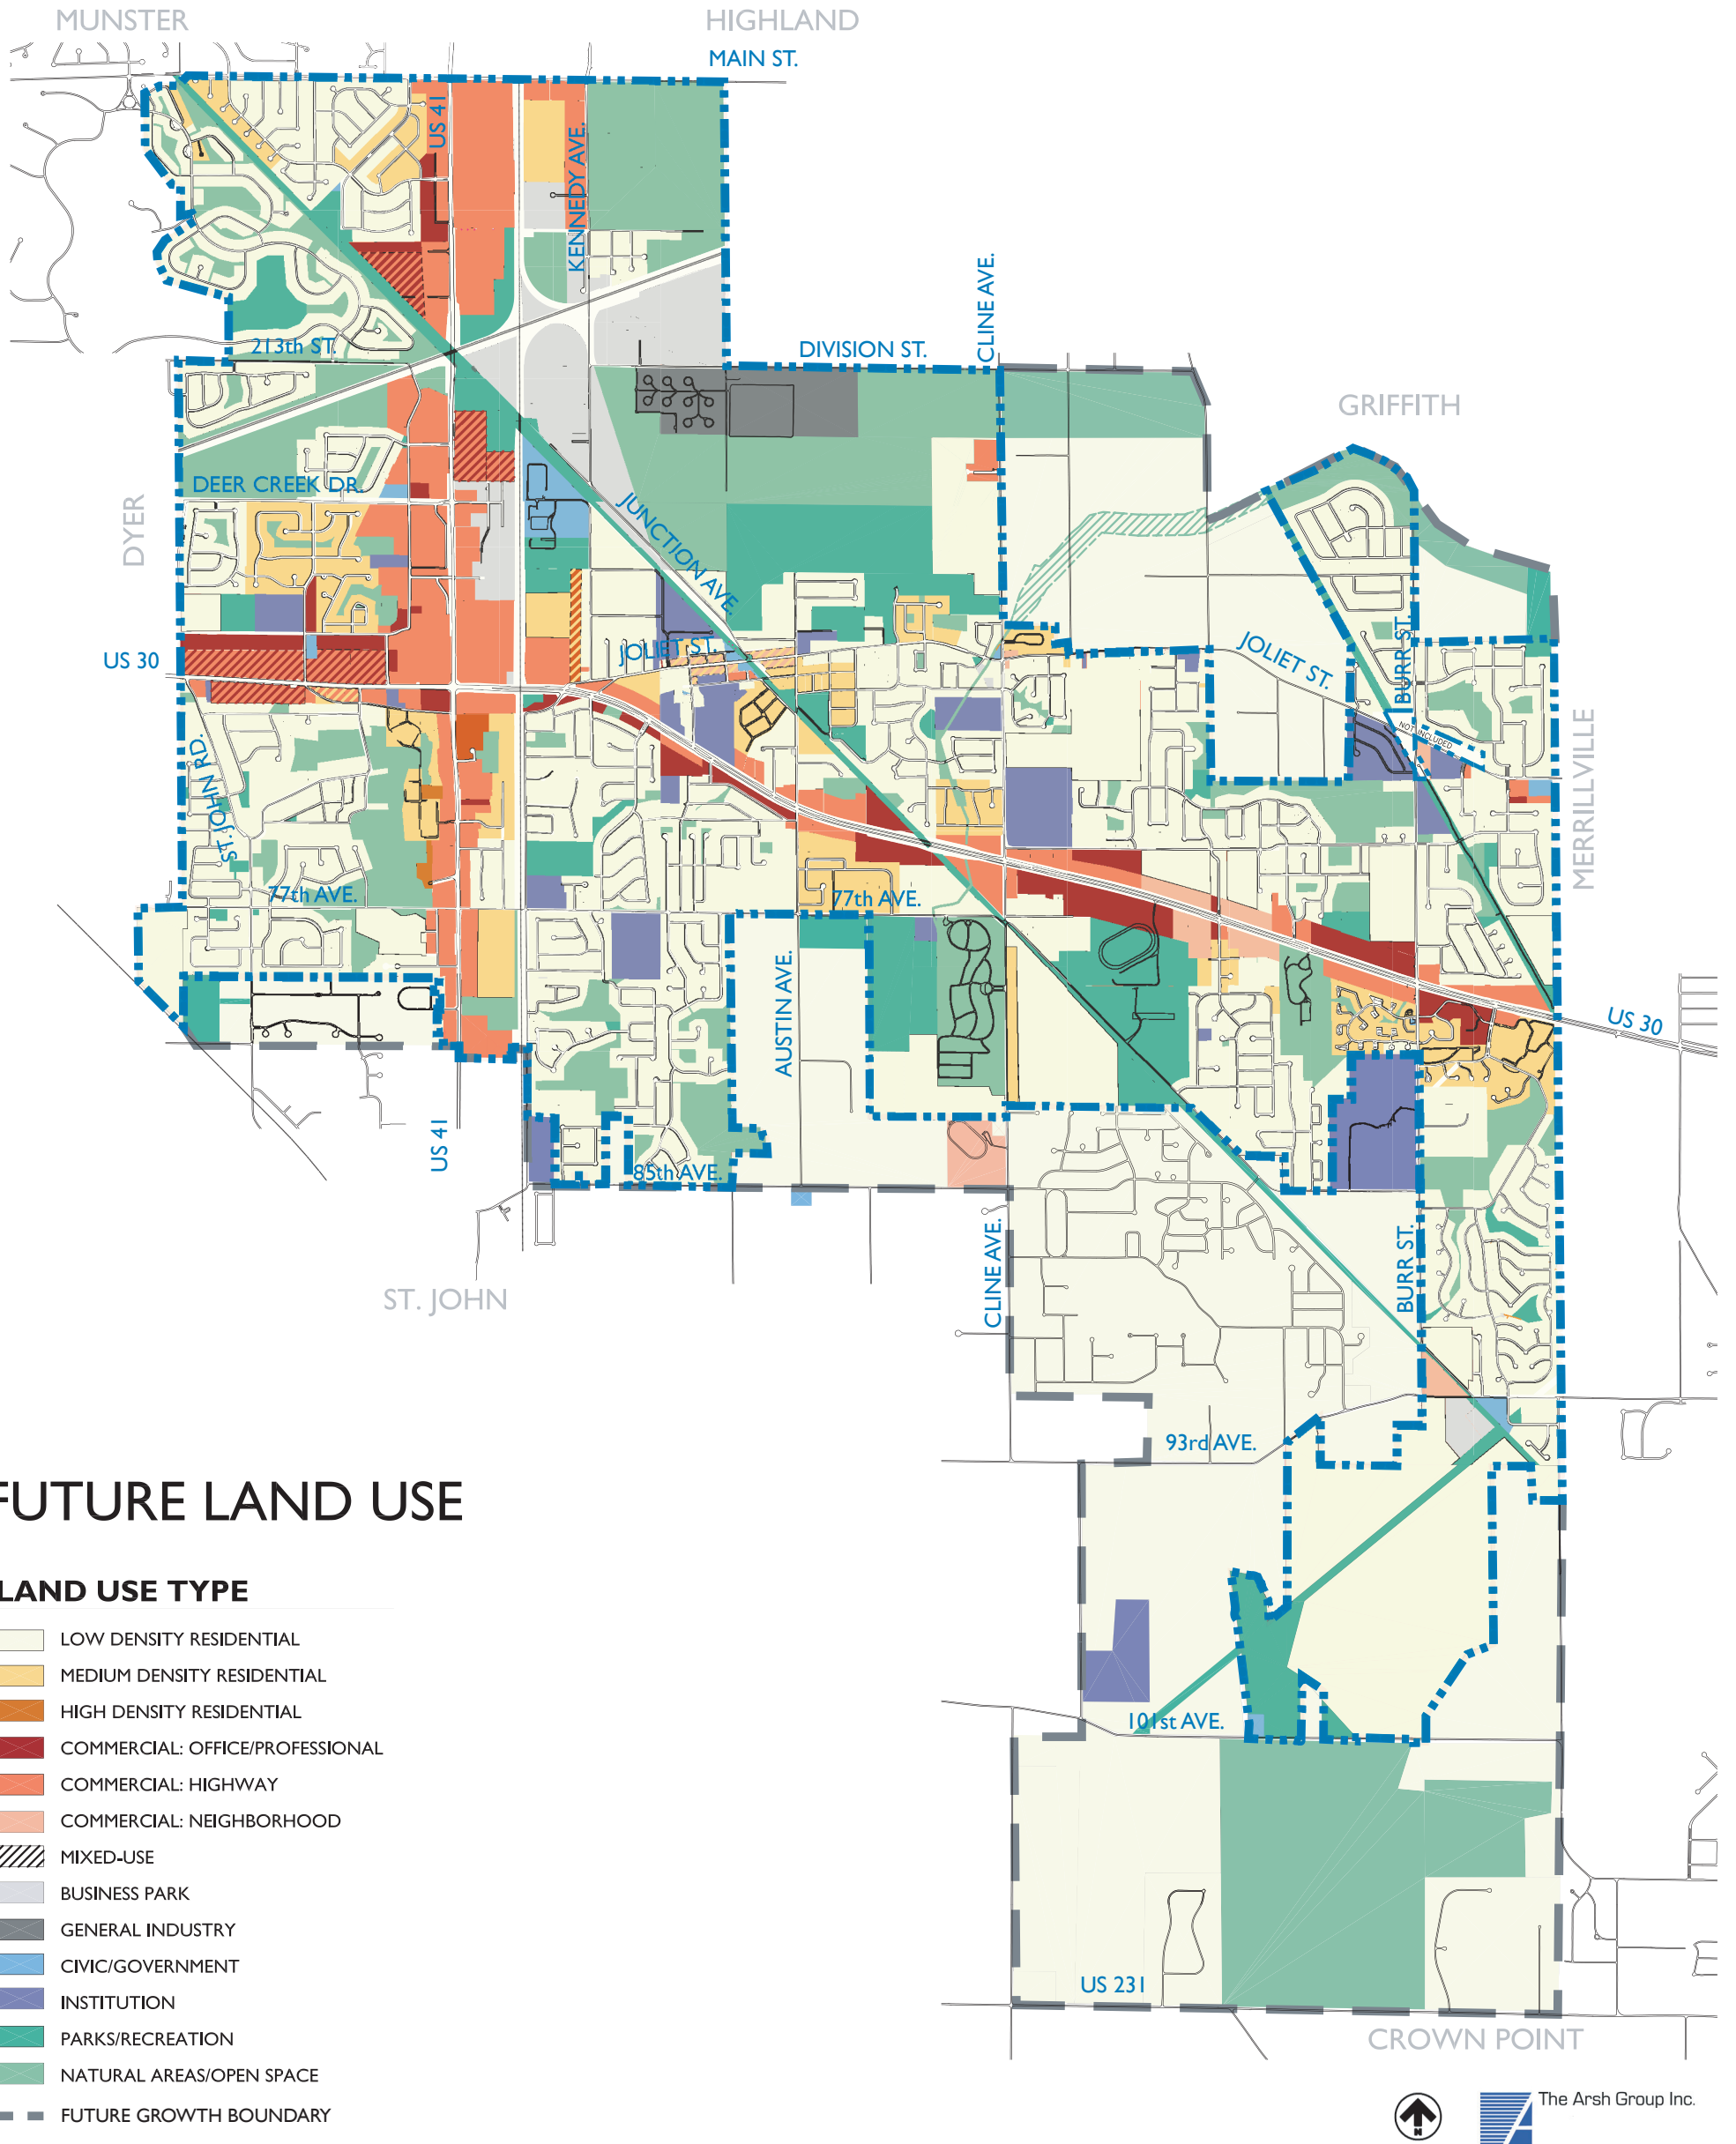 MUNSTER
HIGHLAND
MAIN ST.
US 41
KENNEDY AVE.
CLINE AVE.
213th ST.
DIVISION ST.
GRIFFITH
DEER CREEK DR.
DYER
JUNCTION AVE.
US 30
JOLIET ST.
JOLIET ST.
BURR ST.
NOT INCLUDED
MERRILLVILLE
ST. JOHN RD.
77th AVE.
77th AVE.
AUSTIN AVE.
US 30
US 41
85th AVE.
CLINE AVE.
BURR ST.
ST. JOHN
93rd AVE.
FUTURE LAND USE
LAND USE TYPE
LOW DENSITY RESIDENTIAL
MEDIUM DENSITY RESIDENTIAL
HIGH DENSITY RESIDENTIAL
COMMERCIAL: OFFICE/PROFESSIONAL
COMMERCIAL: HIGHWAY
COMMERCIAL: NEIGHBORHOOD
MIXED-USE
BUSINESS PARK
GENERAL INDUSTRY
CIVIC/GOVERNMENT
INSTITUTION
PARKS/RECREATION
NATURAL AREAS/OPEN SPACE
FUTURE GROWTH BOUNDARY
101st AVE.
US 231
CROWN POINT
N
The Arsh Group Inc.